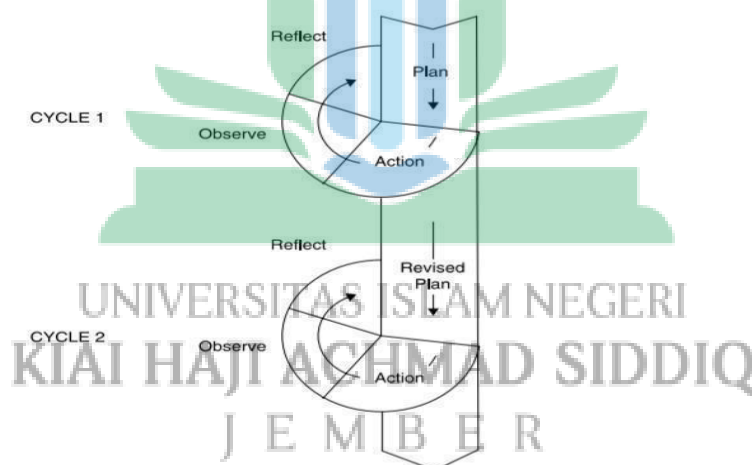 Reflect
Plan
CYCLE 1
Observe
Action
Reflect
Revised
Plan
UNIVERSITAS ISLAM NEGERI
CYCLE 2
Observe
KIAI HAJI ACHMAD SIDDIQ
Action
J E M B E R